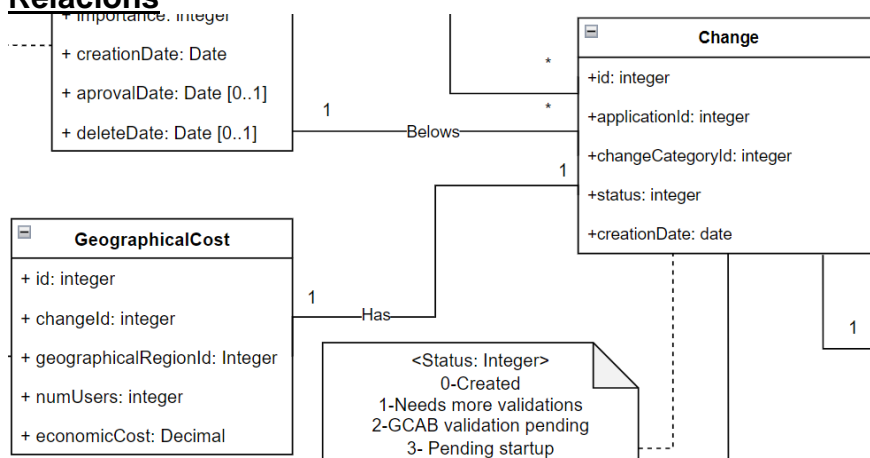 Relacions
+ importance: integer
+ creationDate: Date
+ aprovalDate: Date [0..1]
+ deleteDate: Date [0..1]
1
Belows
*
*
1
Change
+id: integer
+applicationId: integer
+changeCategoryId: integer
+status: integer
+creationDate: date
GeographicalCost
+ id: integer
+ changeId: integer
+ geographicalRegionId: Integer
+ numUsers: integer
+ economicCost: Decimal
1
Has
<Status: Integer>
0-Created
1-Needs more validations
2-GCAB validation pending
3- Pending startup
1